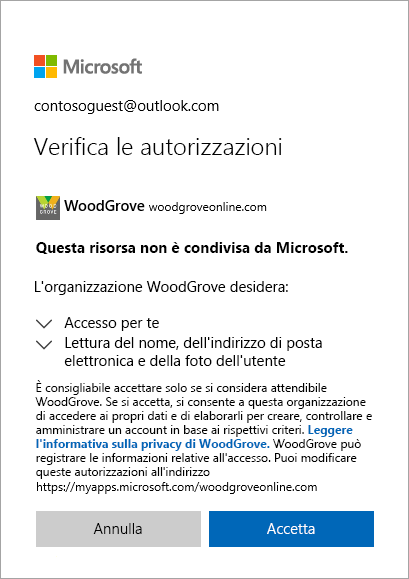 Microsoft
contosoguest@outlook.com
Verifica le autorizzazioni
WOOD
GROVE
WoodGrove woodgroveonline.com
Questa risorsa non è condivisa da Microsoft.
L'organizzazione WoodGrove desidera:
Accesso per te
Lettura del nome, dell'indirizzo di posta
elettronica e della foto dell'utente
È consigliabile accettare solo se si considera attendibile
WoodGrove. Se si accetta, si consente a questa organizzazione
di accedere ai propri dati e di elaborarli per creare, controllare e
amministrare un account in base ai rispettivi criteri. Leggere
l'informativa sulla privacy di WoodGrove. WoodGrove può
registrare le informazioni relative all'accesso. Puoi modificare
queste autorizzazioni all'indirizzo
https://myapps.microsoft.com/woodgroveonline.com
Annulla
Accetta